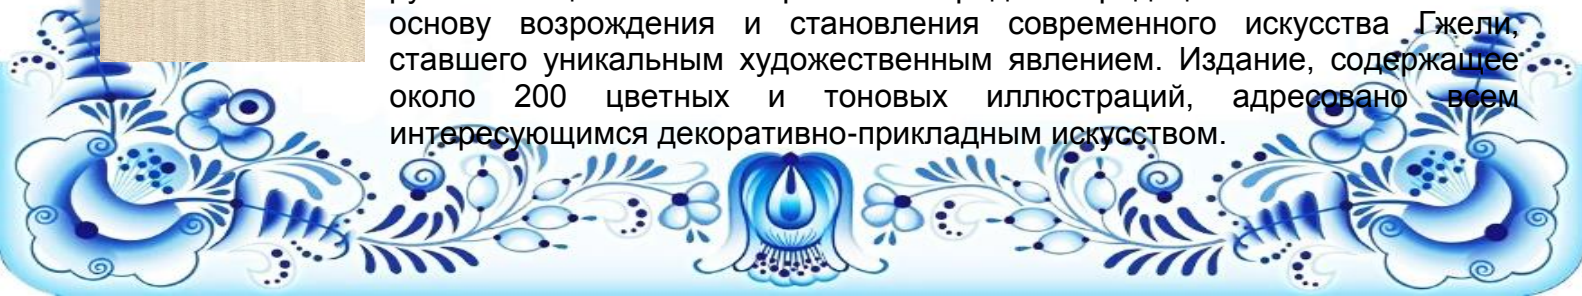 основу возрождения и становления современного искусства Гжели,
ставшего уникальным художественным явлением. Издание, содержащее
около 200 цветных и тоновых иллюстраций, адресовано всем
интересующимся декоративно-прикладным искусством.